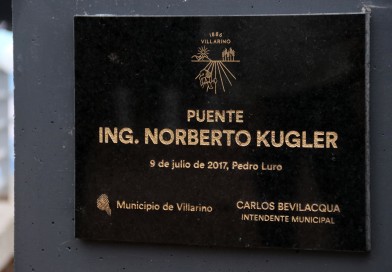 VILLARINO
PUENTE
ING. NORBERTO KUGLER
9 de julio de 2017, Pedro Luro
Municipio de Villarino
CARLOS BEVILACQUA
INTENDENTE MUNICIPAL